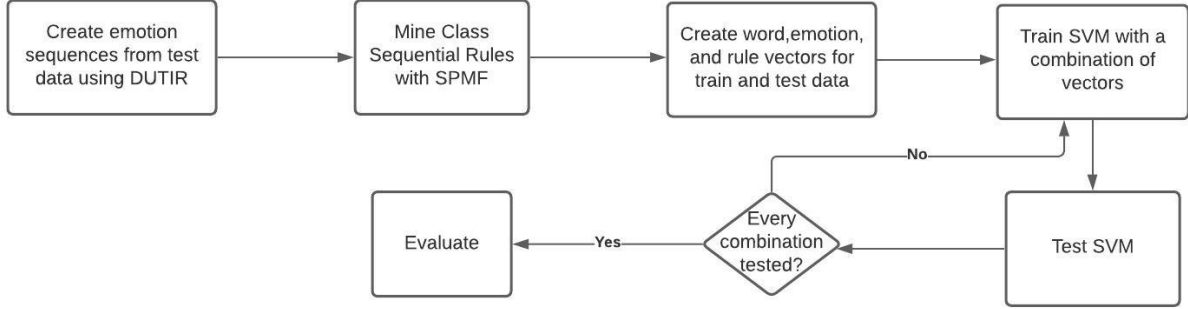 Create emotion
sequences from test
data using DUTIR
Mine Class
Sequential Rules
with SPMF
Create word,emotion,
and rule vectors for
train and test data
Train SVM with a
combination of
vectors
No
Every
combination
tested?
Evaluate
Yes
Test SVM